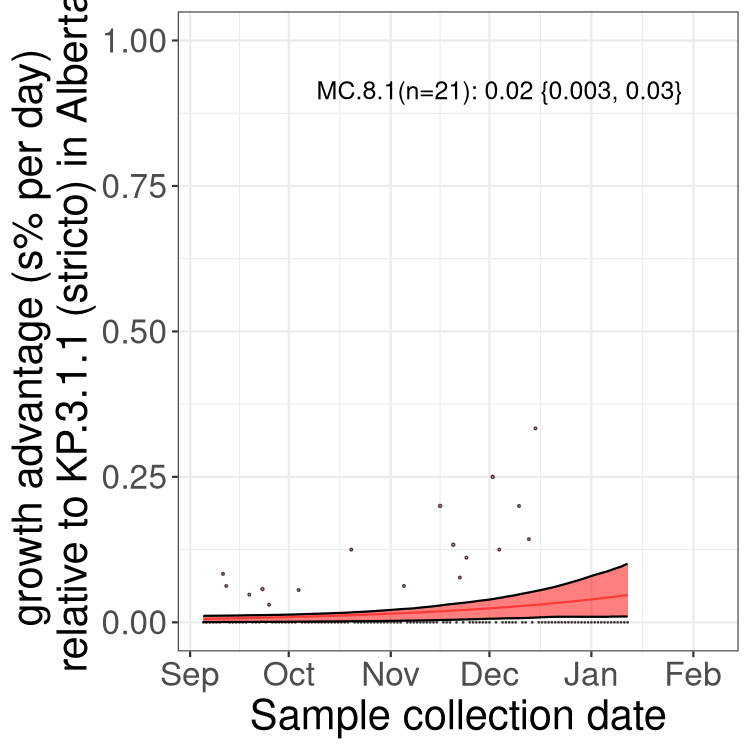 growth advantage (s% per day)
relative to KP.3.1.1 (stricto) in Alberta
1.00
0.75
0.50
0.25
0.00
MC.8.1(n=21): 0.02 {0.003, 0.03}
Sep Oct Nov Dec Jan Feb
Sample collection date